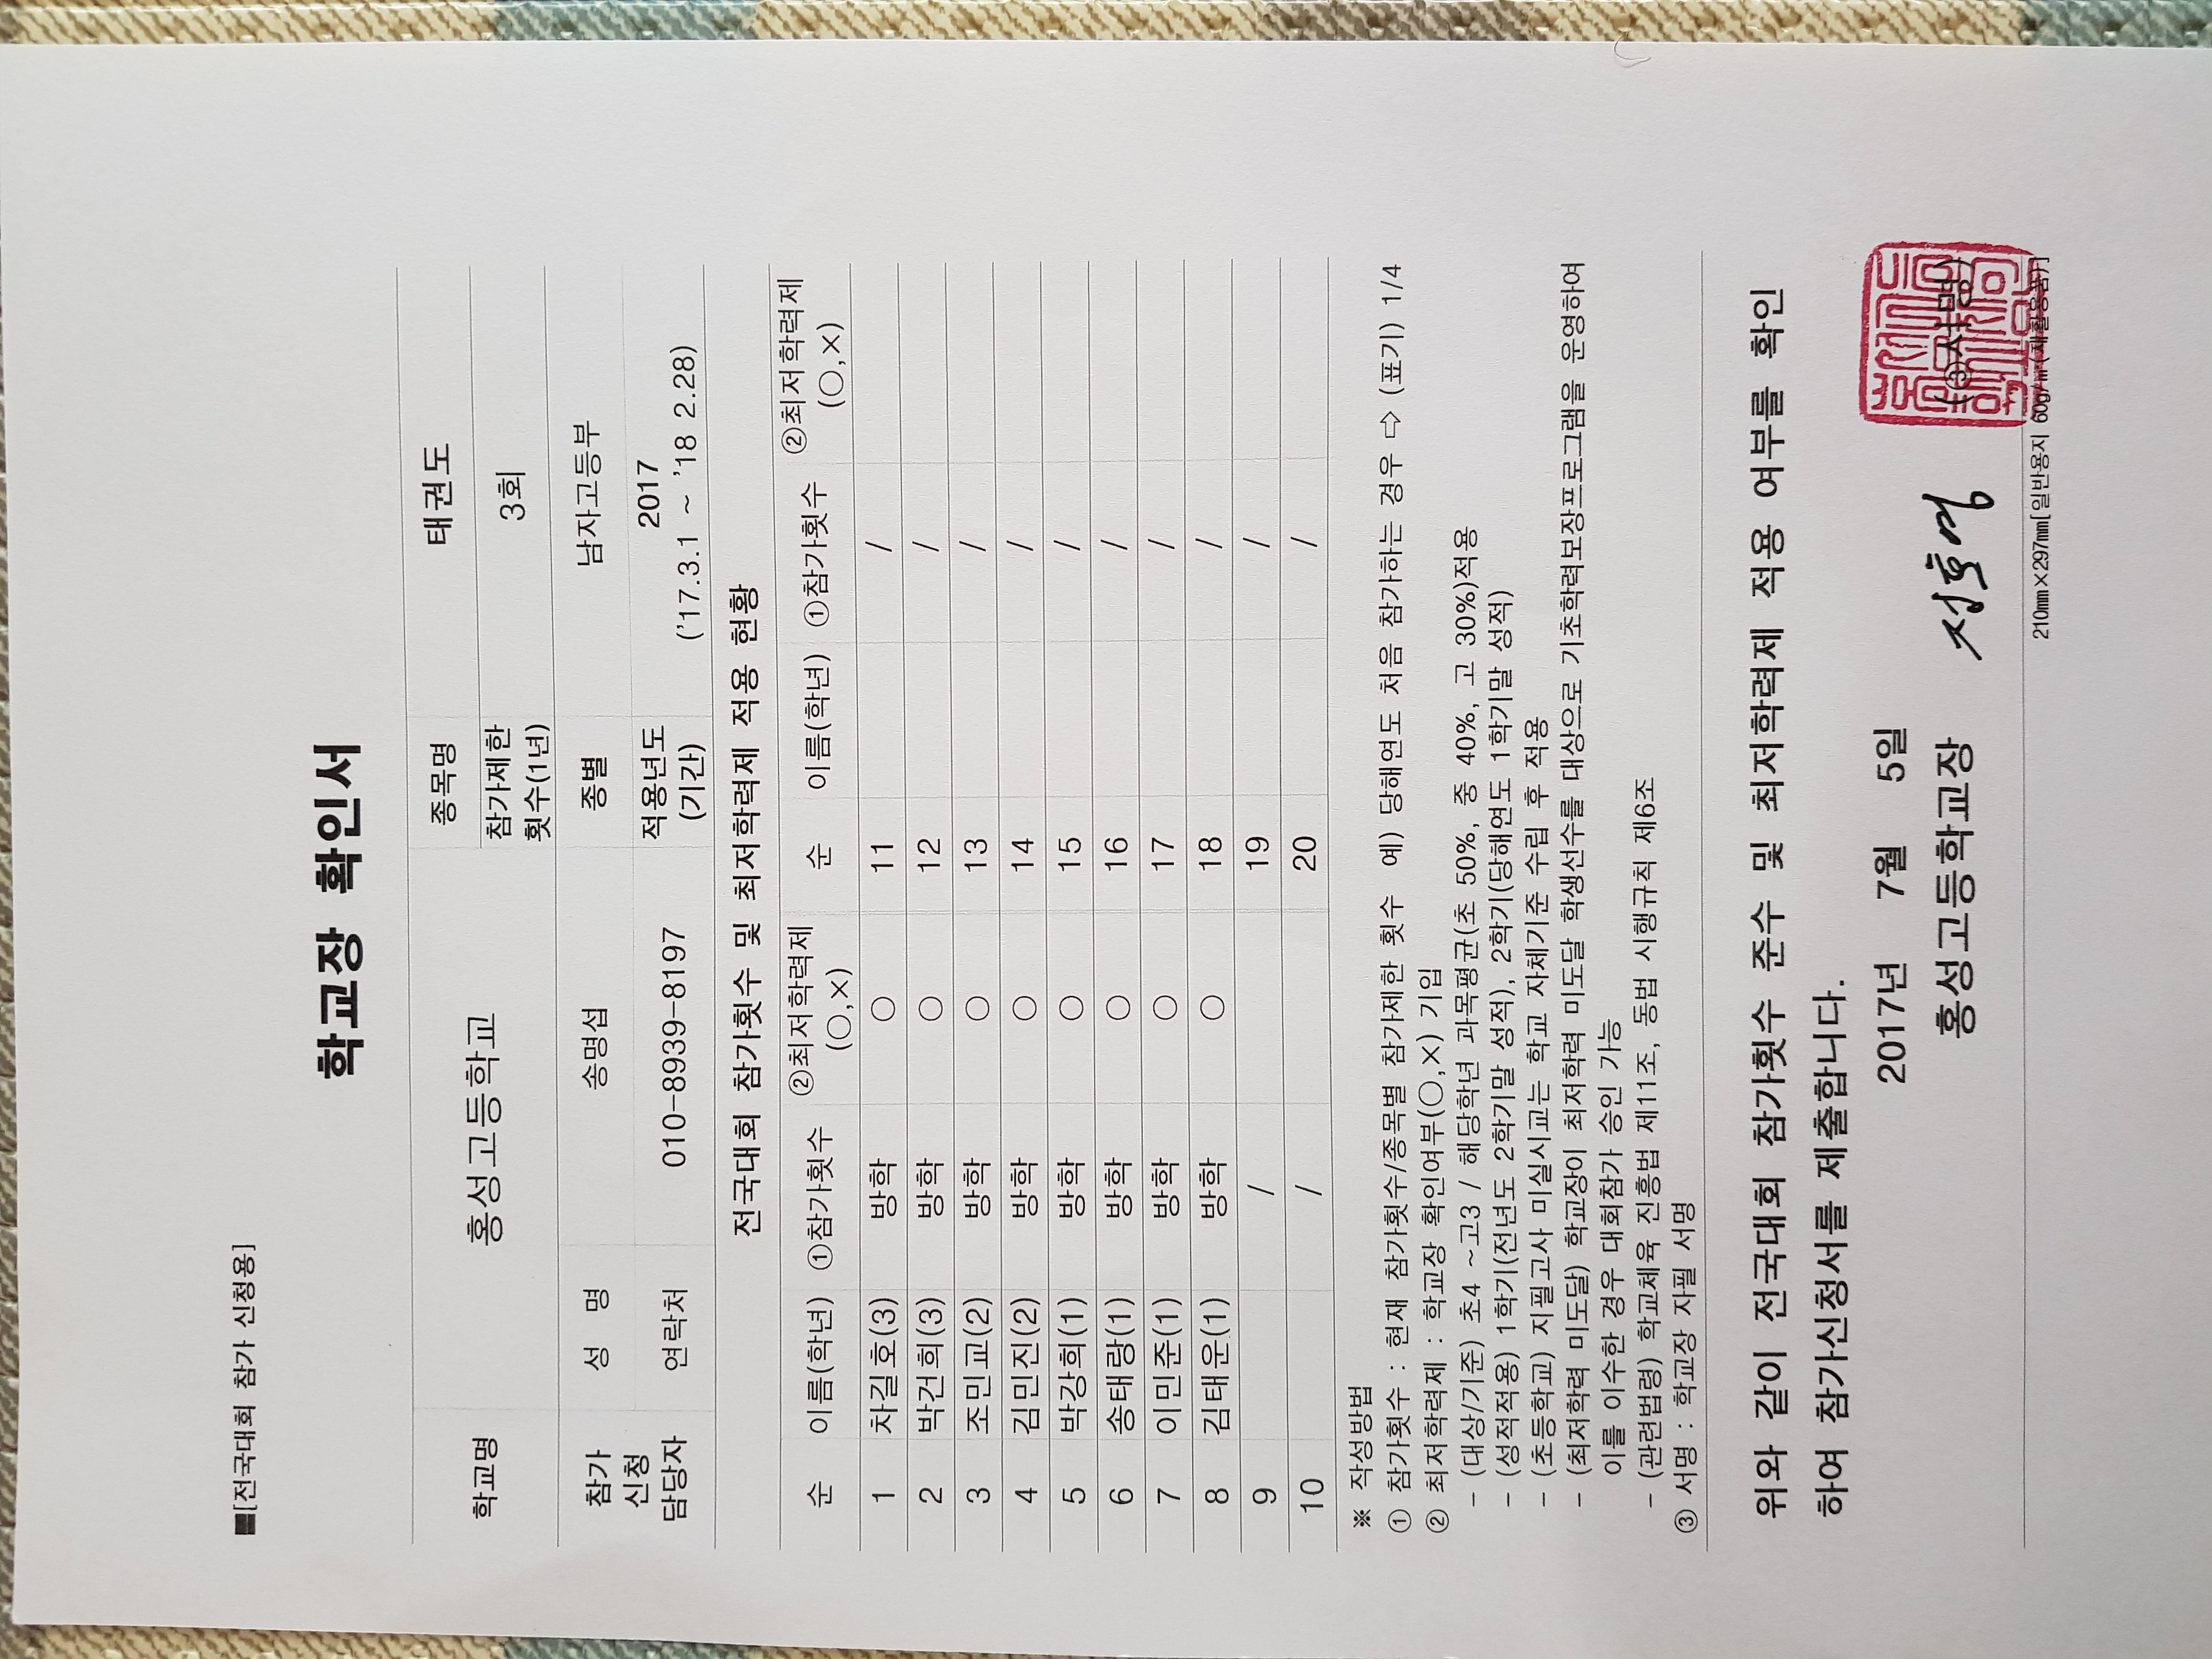 ■[전국대회 참가 신청용]
학교장 확인서
학교명 홍성고등학교 종목명 태권도
참가제한 횟수(1년) 3회
참가 신청 담당자 성 명 송명섭 종별 남자고등부
연락처 010-8939-8197 적용년도 (기간) 2017 ('17.3.1 ~ '18 2.28)
전국대회 참가횟수 및 최저학력제 적용 현황
순 이름(학년) ①참가횟수 ②최저학력제 (○,×) 순 이름(학년) ①참가횟수 ②최저학력제 (○,×)
1 차길호(3) 방학 ○ 11 /
2 박건희(3) 방학 ○ 12 /
3 조민교(2) 방학 ○ 13 /
4 김민진(2) 방학 ○ 14 /
5 박강희(1) 방학 ○ 15 /
6 송태랑(1) 방학 ○ 16 /
7 이민준(1) 방학 ○ 17 /
8 김태운(1) 방학 ○ 18 /
9 / 19 /
10 / 20 /
※ 작성방법
① 참가횟수 : 현재 참가횟수/종목별 참가제한 횟수 예) 당해연도 처음 참가하는 경우 ⇨ (표기) 1/4
② 최저학력제 : 학교장 확인여부(○,×) 기입
- (대상/기준) 초4 ~고3 / 해당학년 과목평균(초 50%, 중 40%, 고 30%)적용
- (성적적용) 1학기(전년도 2학기말 성적), 2학기(당해연도 1학기말 성적)
- (초등학교) 지필고사 미실시교는 학교 자체기준 수립 후 적용
- (최저학력 미도달) 학교장이 최저학력 미도달 학생선수를 대상으로 기초학력보장프로그램을 운영하여
이를 이수한 경우 대회참가 승인 가능
- (관련법령) 학교체육 진흥법 제11조, 동법 시행규칙 제6조
③ 서명 : 학교장 자필 서명
위와 같이 전국대회 참가횟수 준수 및 최저학력제 적용 여부를 확인
하여 참가신청서를 제출합니다.
2017년 7월 5일
홍성고등학교장 (③서명)
210㎜×297㎜[일반용지 60g/㎡(재활용품)]